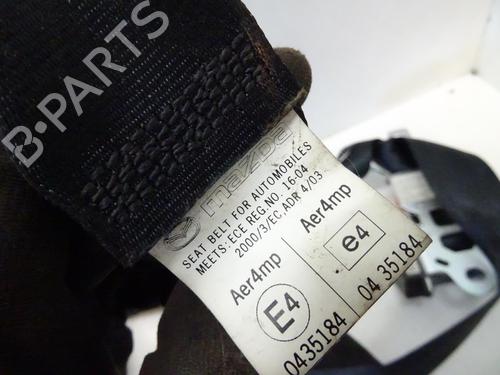 mazda
SEAT BELT FOR AUTOMOBILES
MEETS: ECE REG.NO. 16-04
2000/3/EC, ADR 4/03
Aer4mp
E4
0435184
Aer4mp
e4
04 35184
B-PARTS